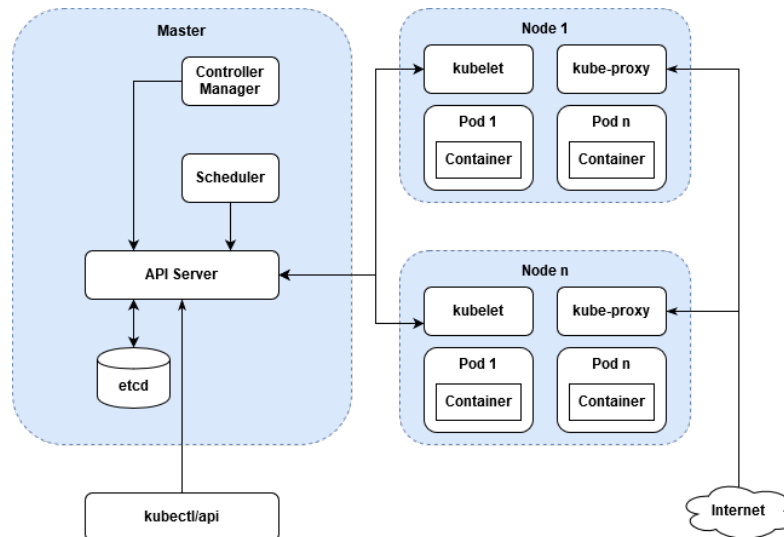 Master
Controller
Manager
Scheduler
API Server
etcd
kubectl/api
Node 1
kubelet
kube-proxy
Pod 1
Container
Pod n
Container
Node n
kubelet
kube-proxy
Pod 1
Container
Pod n
Container
Internet